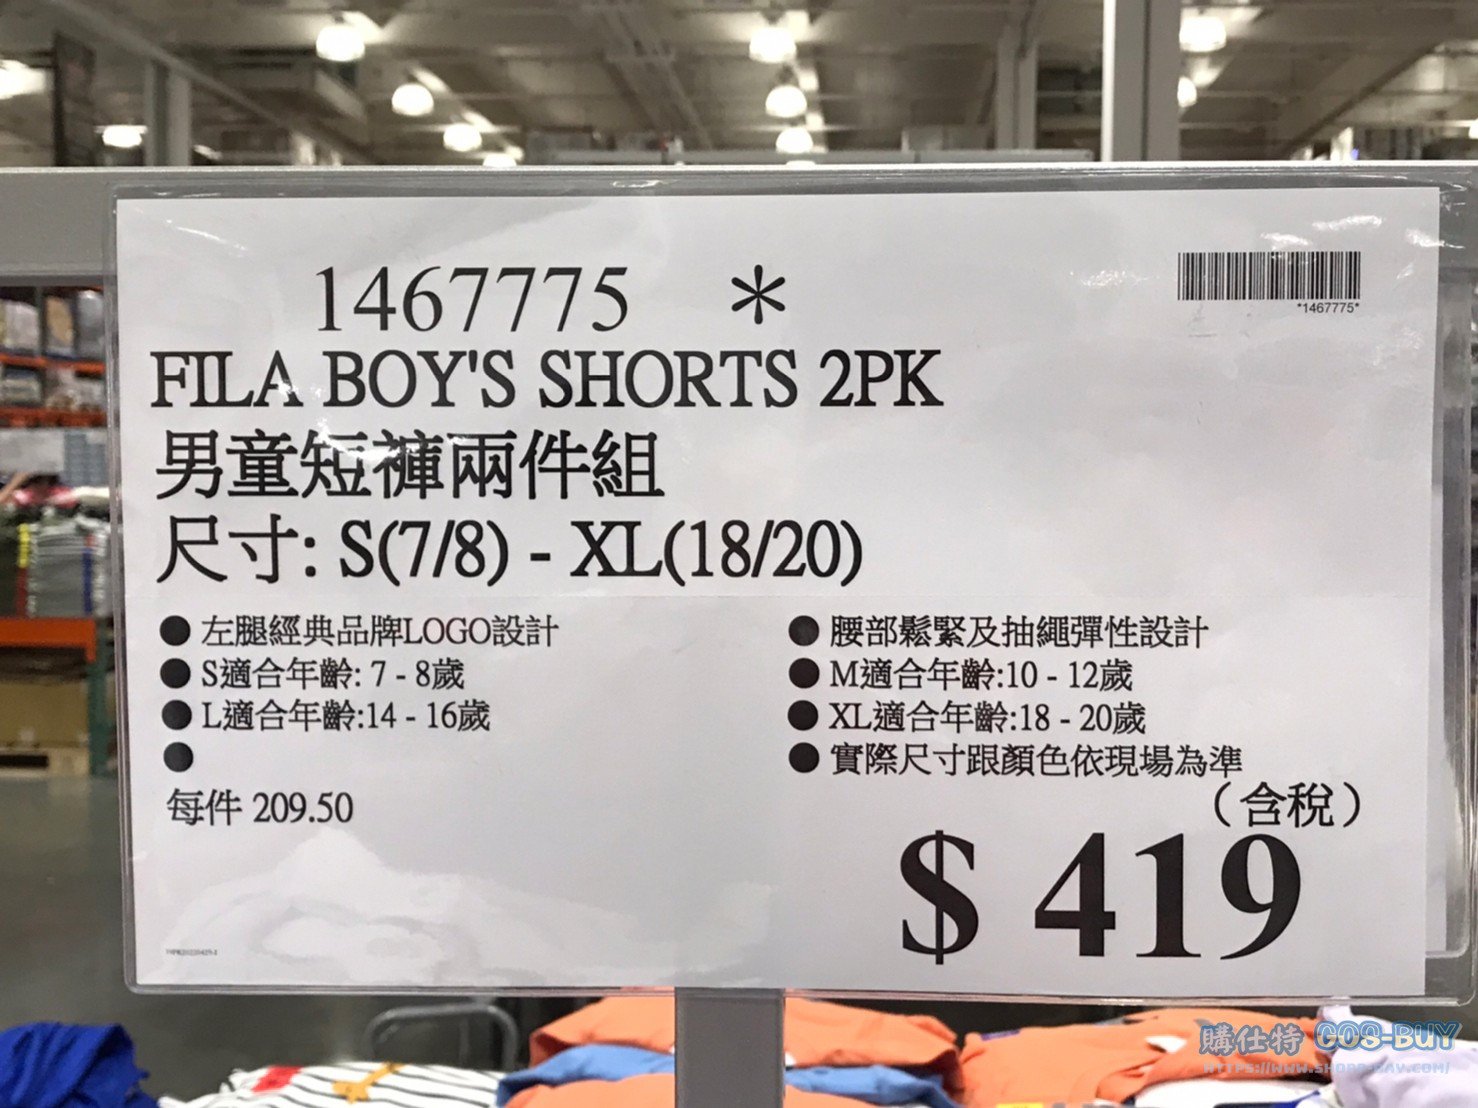 1467775 *
*1467775*
FILA BOY'S SHORTS 2PK
男童短褲兩件組
尺寸: S(7/8) - XL(18/20)
● 左腿經典品牌LOGO設計
● 腰部鬆緊及抽繩彈性設計
● S適合年齡: 7 - 8歲
● M適合年齡:10 - 12歲
● L適合年齡:14 - 16歲
● XL適合年齡:18 - 20歲
●
● 實際尺寸跟顏色依現場為準
每件 209.50
（含稅）
$ 419
購仕特 COS-BUY